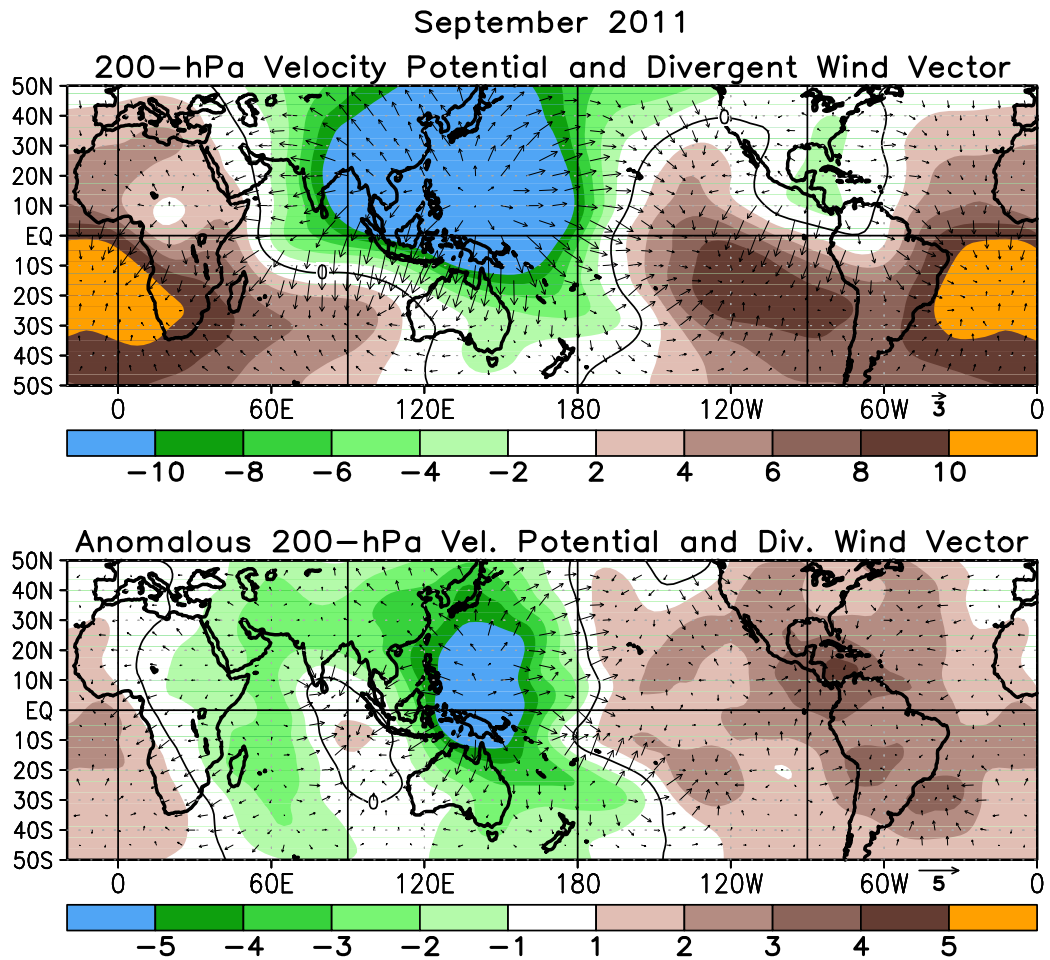 September 2011
200-hPa Velocity Potential and Divergent Wind Vector
50N
40N
30N
20N
10N
EQ
10S
20S
30S
40S
50S
0
0
0 60E 120E 180 120W 60W 0
3
-10 -8 -6 -4 -2 2 4 6 8 10
Anomalous 200-hPa Vel. Potential and Div. Wind Vector
50N
40N
30N
20N
10N
EQ
10S
20S
30S
40S
50S
0
0 60E 120E 180 120W 60W 0
5
-5 -4 -3 -2 -1 1 2 3 4 5